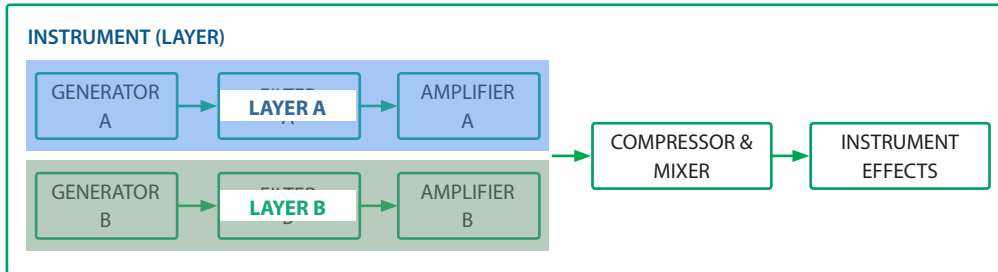 INSTRUMENT (LAYER)
GENERATOR
A
LAYER A
AMPLIFIER
A
GENERATOR
B
LAYER B
AMPLIFIER
B
COMPRESSOR &
MIXER
INSTRUMENT
EFFECTS